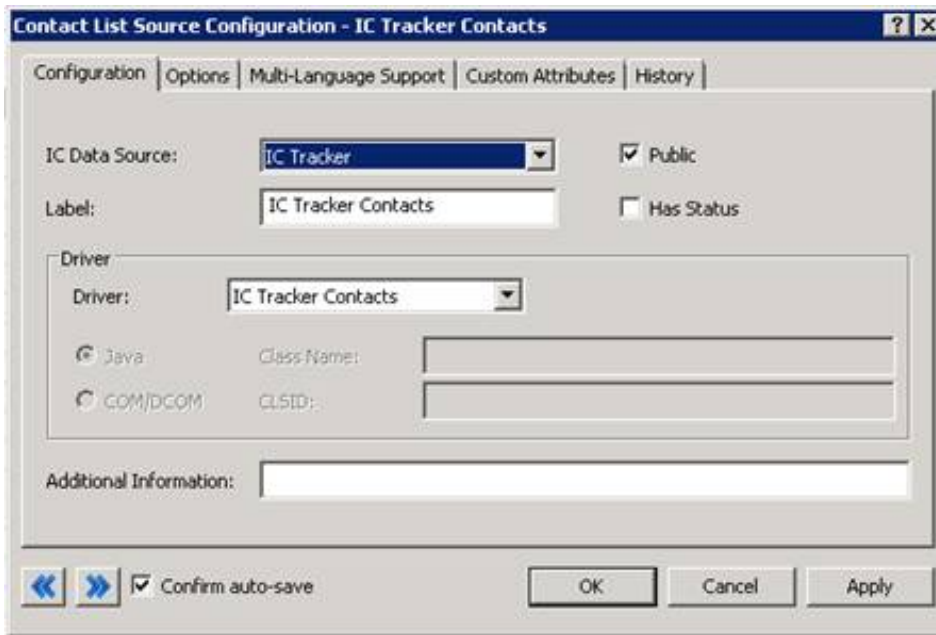 Contact List Source Configuration - IC Tracker Contacts
Configuration Options Multi-Language Support Custom Attributes History
IC Data Source: IC Tracker Public
Label: IC Tracker Contacts Has Status
Driver
Driver: IC Tracker Contacts
Java Class Name:
COM/DCOM CLSID:
Additional Information:
Confirm auto-save OK Cancel Apply